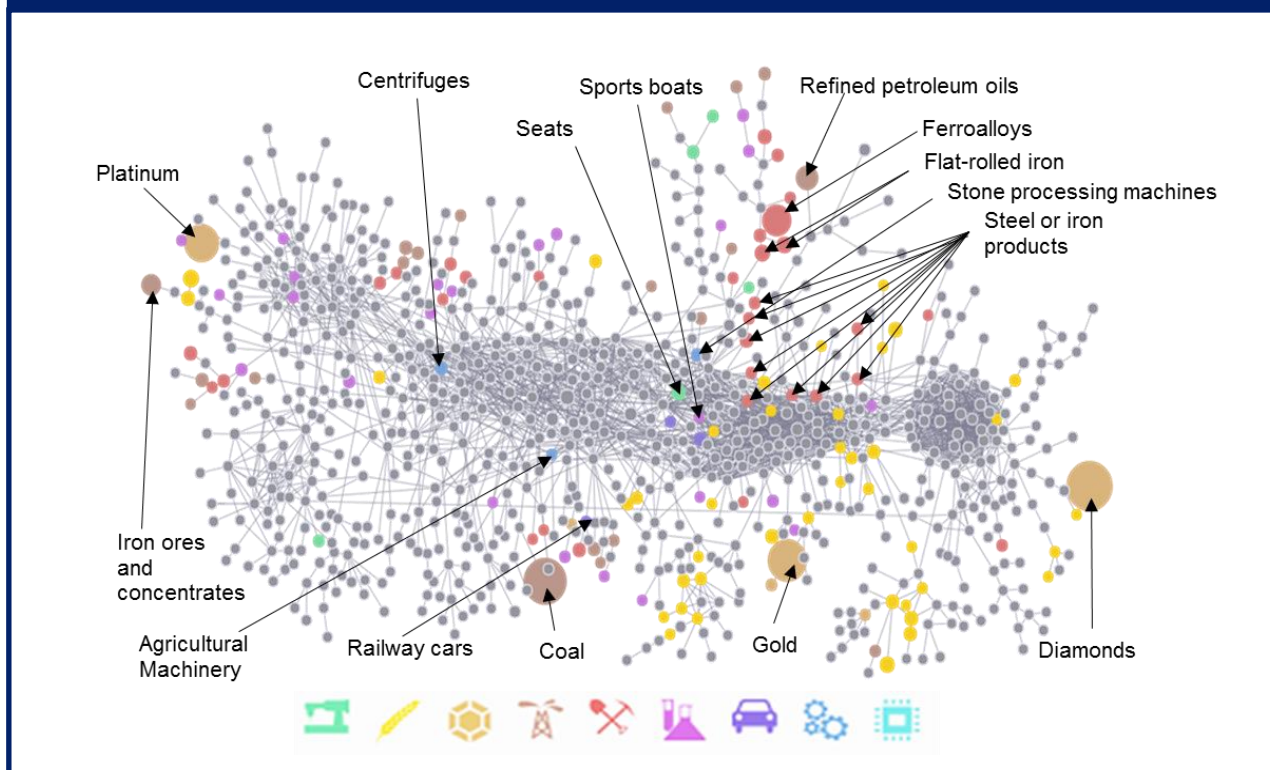 Centrifuges
Sports boats
Refined petroleum oils
Seats
Ferroalloys
Flat-rolled iron
Platinum
Stone processing machines
Steel or iron
products
Iron ores
and
concentrates
Agricultural
Machinery
Railway cars
Coal
Gold
Diamonds